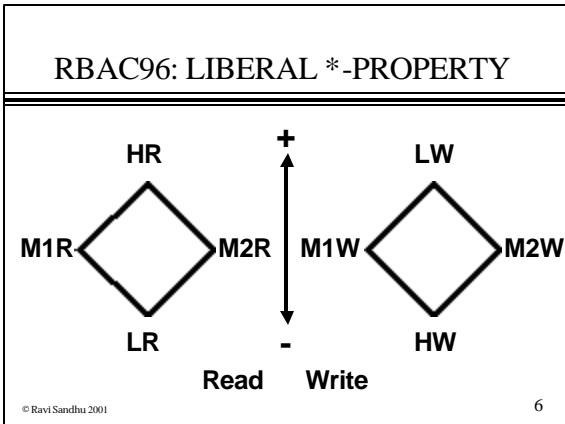 RBAC96: LIBERAL *-PROPERTY
HR + LW
M1R M2R M1W M2W
LR - HW
Read Write
© Ravi Sandhu 2001 6